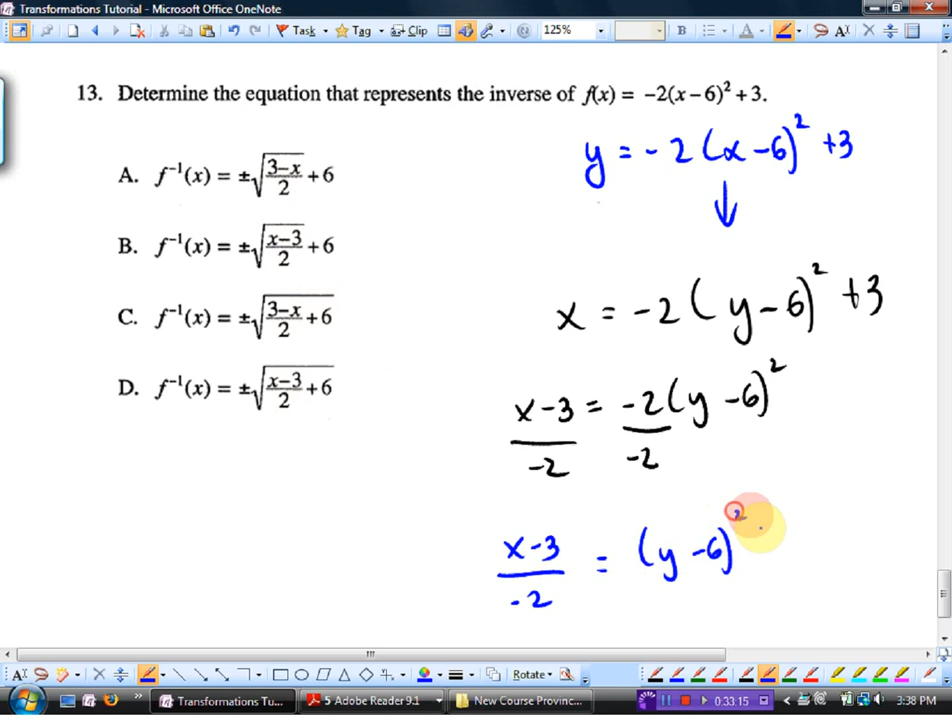 Transformations Tutorial - Microsoft Office OneNote
Task Tag Clip 125% B A
13. Determine the equation that represents the inverse of f(x) = −2(x − 6)² + 3.
y = -2(x-6)² +3
A. f⁻¹(x) = ±√((3−x)/2) + 6
B. f⁻¹(x) = ±√((x−3)/2) + 6
x = -2(y-6)² +3
C. f⁻¹(x) = ±√((3−x)/2 + 6)
D. f⁻¹(x) = ±√((x−3)/2 + 6)
x-3 = -2(y-6)²
-2 -2
x-3 = (y-6)²
-2
Rotate
Transformations Tu... 5 Adobe Reader 9.1 New Course Provinc... 33:15 3:38 PM